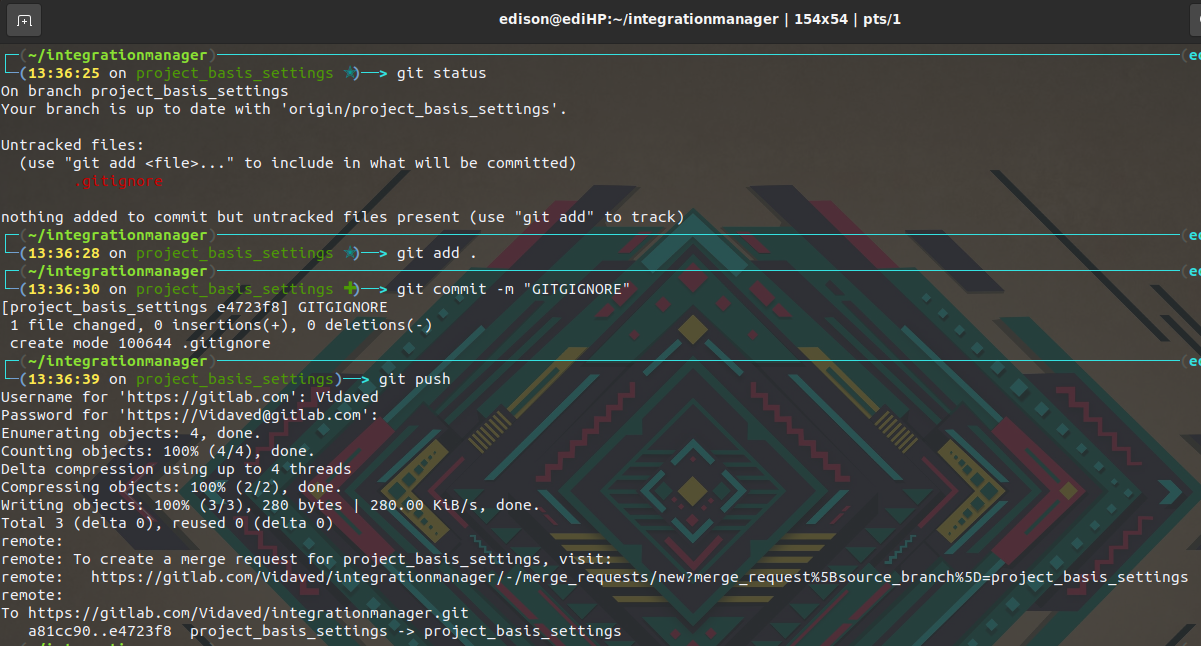 edison@ediHP:~/integrationmanager | 154x54 | pts/1
┌─(~/integrationmanager)──(ed
└─(13:36:25 on project_basis_settings ✭)──> git status
On branch project_basis_settings
Your branch is up to date with 'origin/project_basis_settings'.
Untracked files:
(use "git add <file>..." to include in what will be committed)
.gitignore
nothing added to commit but untracked files present (use "git add" to track)
┌─(~/integrationmanager)──(ed
└─(13:36:28 on project_basis_settings ✭)──> git add .
┌─(~/integrationmanager)──(ed
└─(13:36:30 on project_basis_settings ✚)──> git commit -m "GITGIGNORE"
[project_basis_settings e4723f8] GITGIGNORE
1 file changed, 0 insertions(+), 0 deletions(-)
create mode 100644 .gitignore
┌─(~/integrationmanager)──(ed
└─(13:36:39 on project_basis_settings)──> git push
Username for 'https://gitlab.com': Vidaved
Password for 'https://Vidaved@gitlab.com':
Enumerating objects: 4, done.
Counting objects: 100% (4/4), done.
Delta compression using up to 4 threads
Compressing objects: 100% (2/2), done.
Writing objects: 100% (3/3), 280 bytes | 280.00 KiB/s, done.
Total 3 (delta 0), reused 0 (delta 0)
remote:
remote: To create a merge request for project_basis_settings, visit:
remote:   https://gitlab.com/Vidaved/integrationmanager/-/merge_requests/new?merge_request%5Bsource_branch%5D=project_basis_settings
remote:
To https://gitlab.com/Vidaved/integrationmanager.git
a81cc90..e4723f8  project_basis_settings -> project_basis_settings